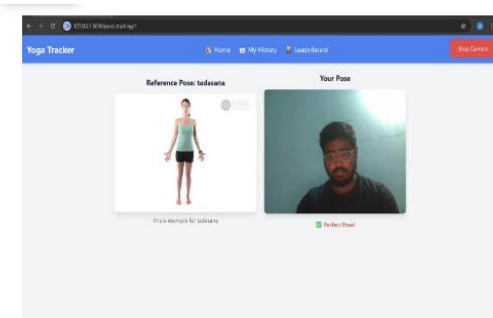 Yoga Tracker
Home My History Leaderboard
Stop Camera
Reference Pose: tadasana
Your Pose
this is example for tadasana
✅ Perfect Pose!